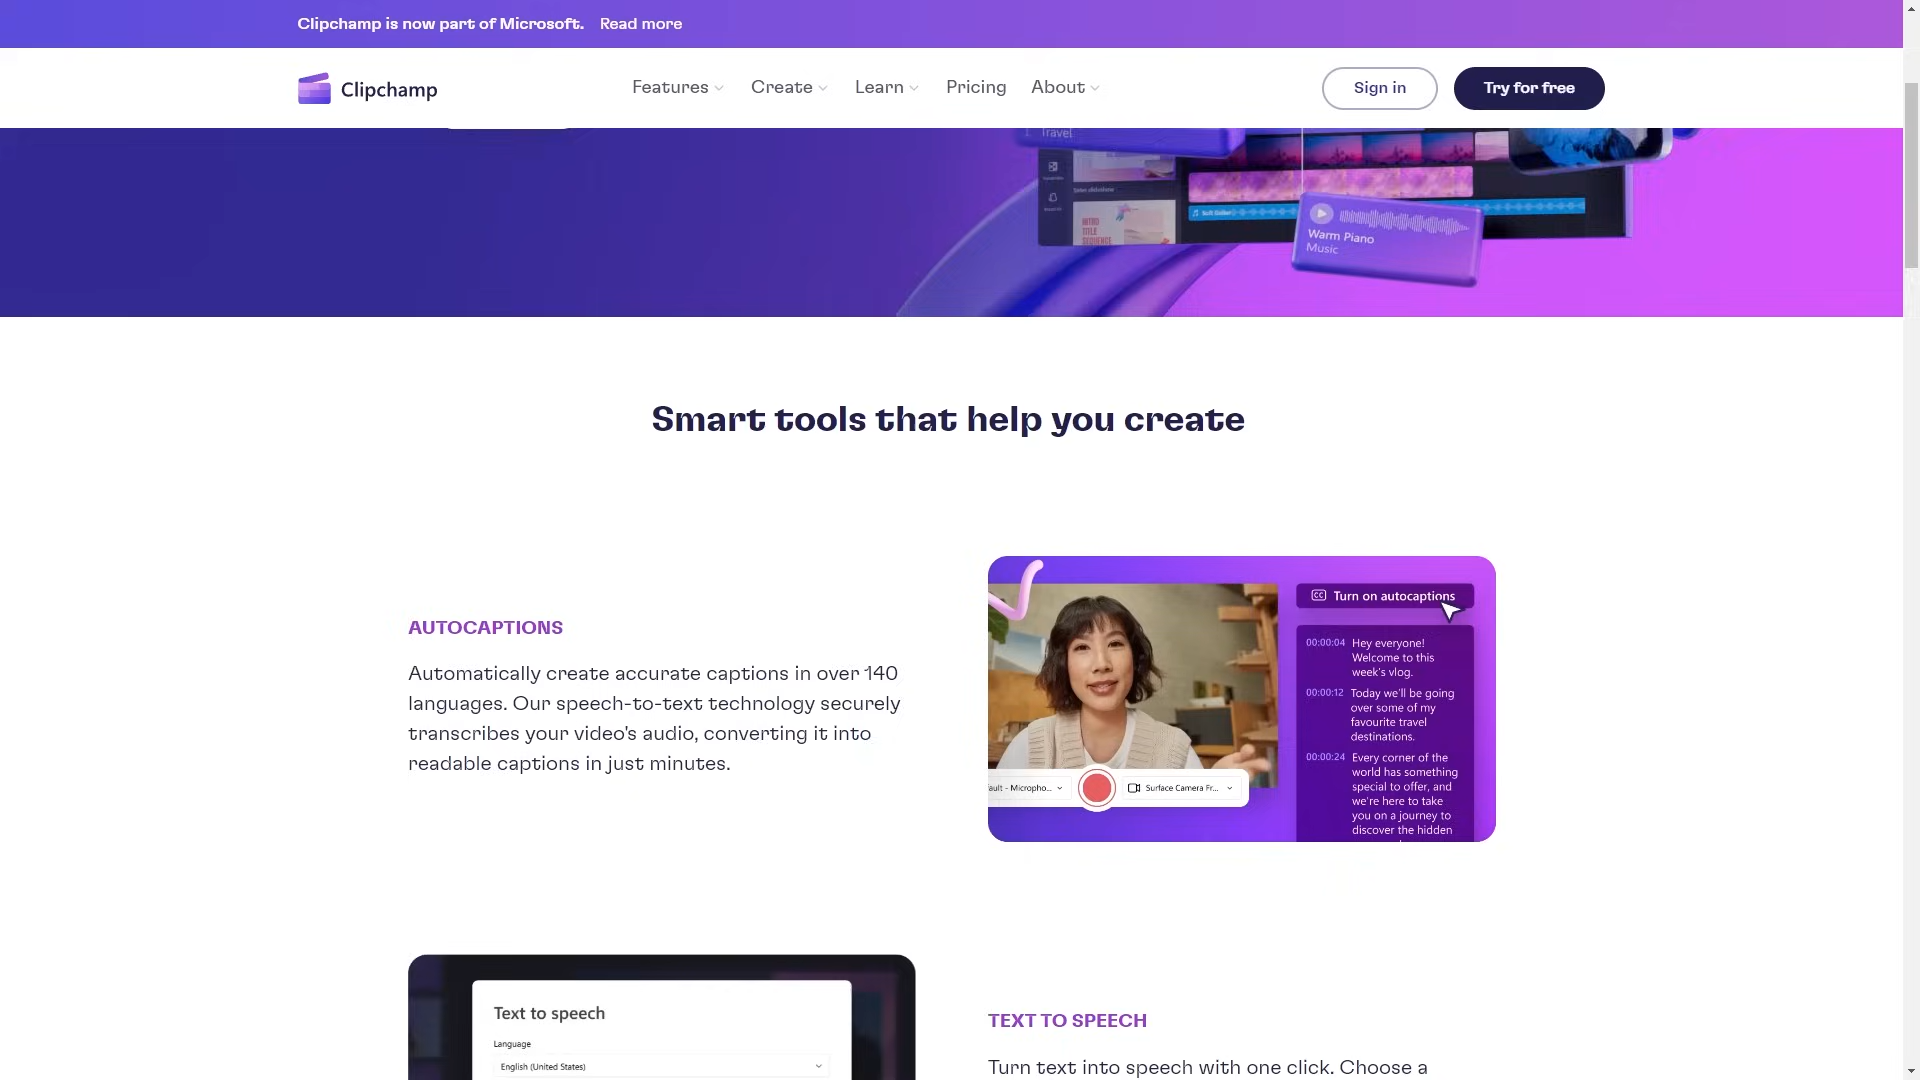 Clipchamp is now part of Microsoft. Read more
Clipchamp
Features
Create
Learn
Pricing
About
Sign in
Try for free
Travel
INTRO
TITLE
SEQUENCE
Warm Piano
Music
Smart tools that help you create
AUTOCAPTIONS
Automatically create accurate captions in over 140
languages. Our speech-to-text technology securely
transcribes your video's audio, converting it into
readable captions in just minutes.
CC Turn on autocaptions
00:00:04 Hey everyone!
Welcome to this
week's vlog.
00:00:12 Today we'll be going
over some of my
favourite travel
destinations.
00:00:24 Every corner of the
world has something
special to offer, and
we're here to take
you on a journey to
discover the hidden
ault - Micropho...
Surface Camera Fr...
Text to speech
Language
English (United States)
TEXT TO SPEECH
Turn text into speech with one click. Choose a